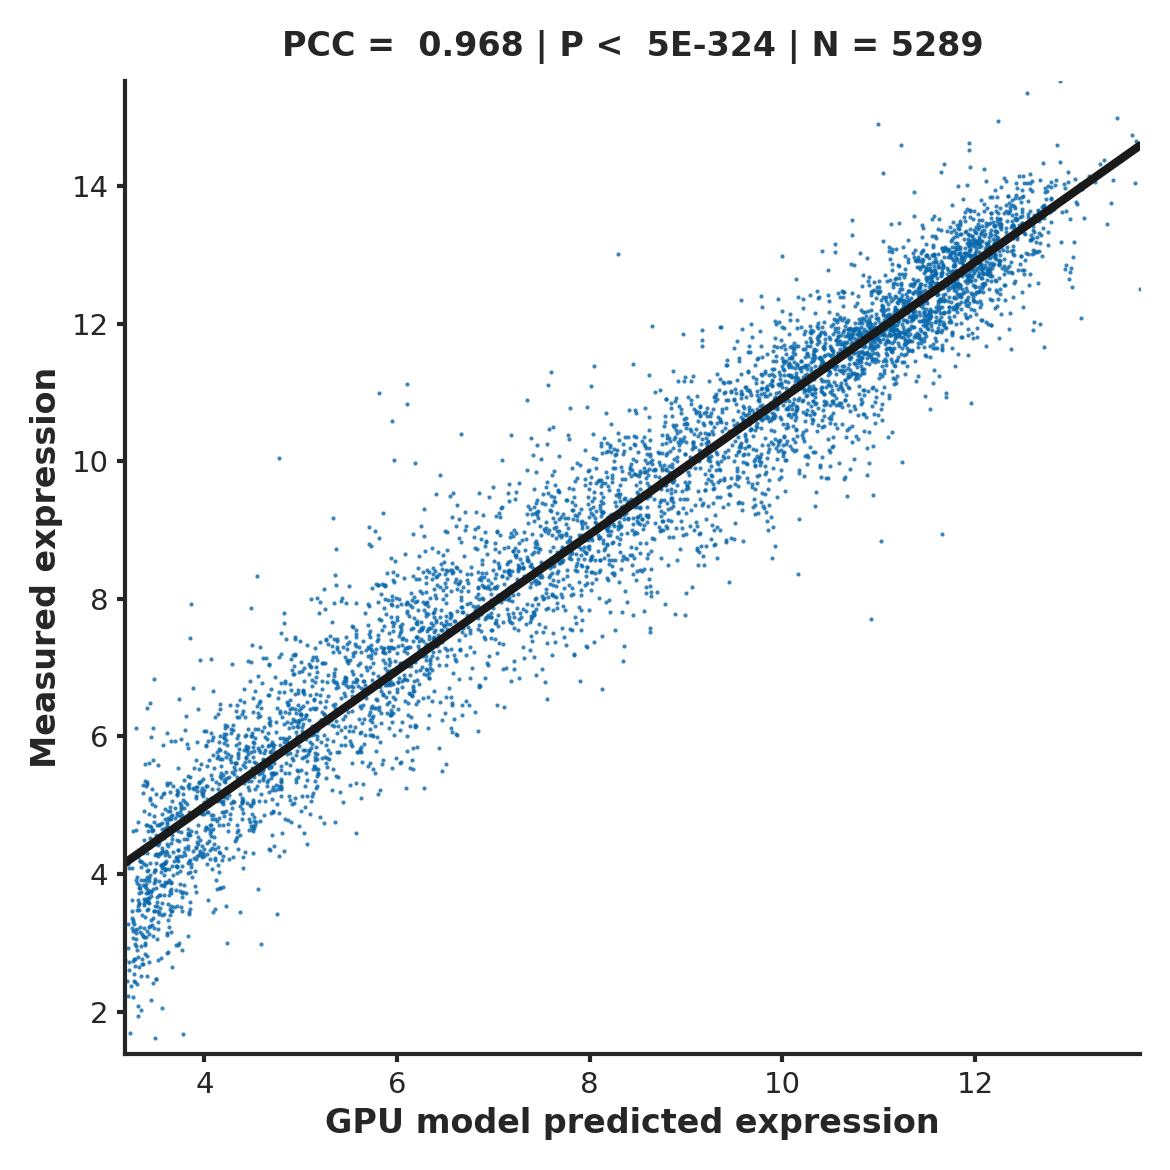 PCC =  0.968 | P <  5E-324 | N = 5289
Measured expression
14
12
10
8
6
4
2
4 6 8 10 12
GPU model predicted expression